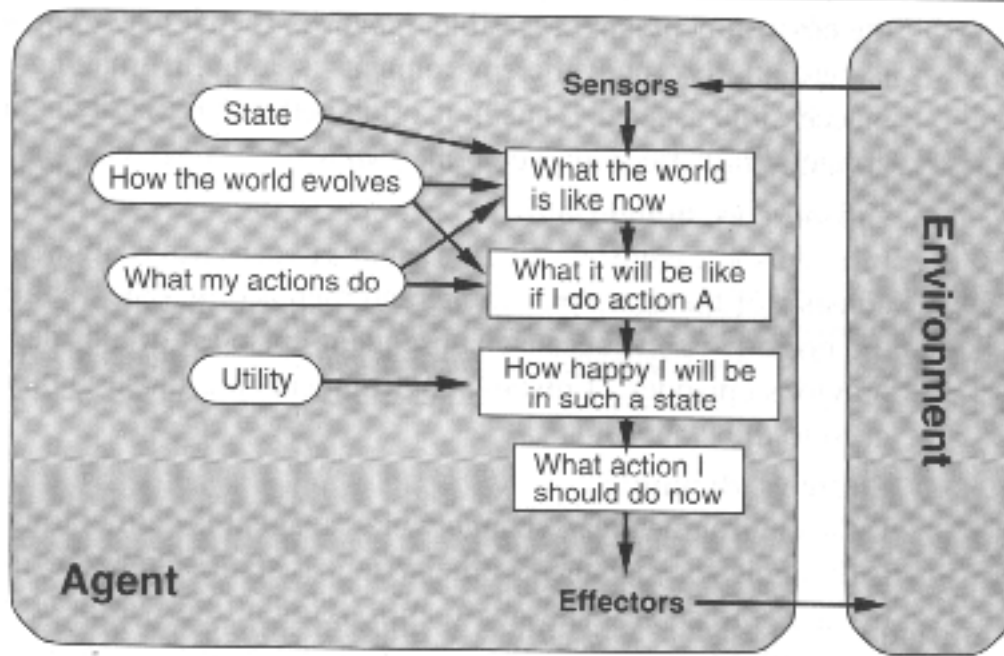 Sensors
State
What the world
is like now
How the world evolves
What my actions do
What it will be like
if I do action A
Utility
How happy I will be
in such a state
What action I
should do now
Agent
Effectors
Environment